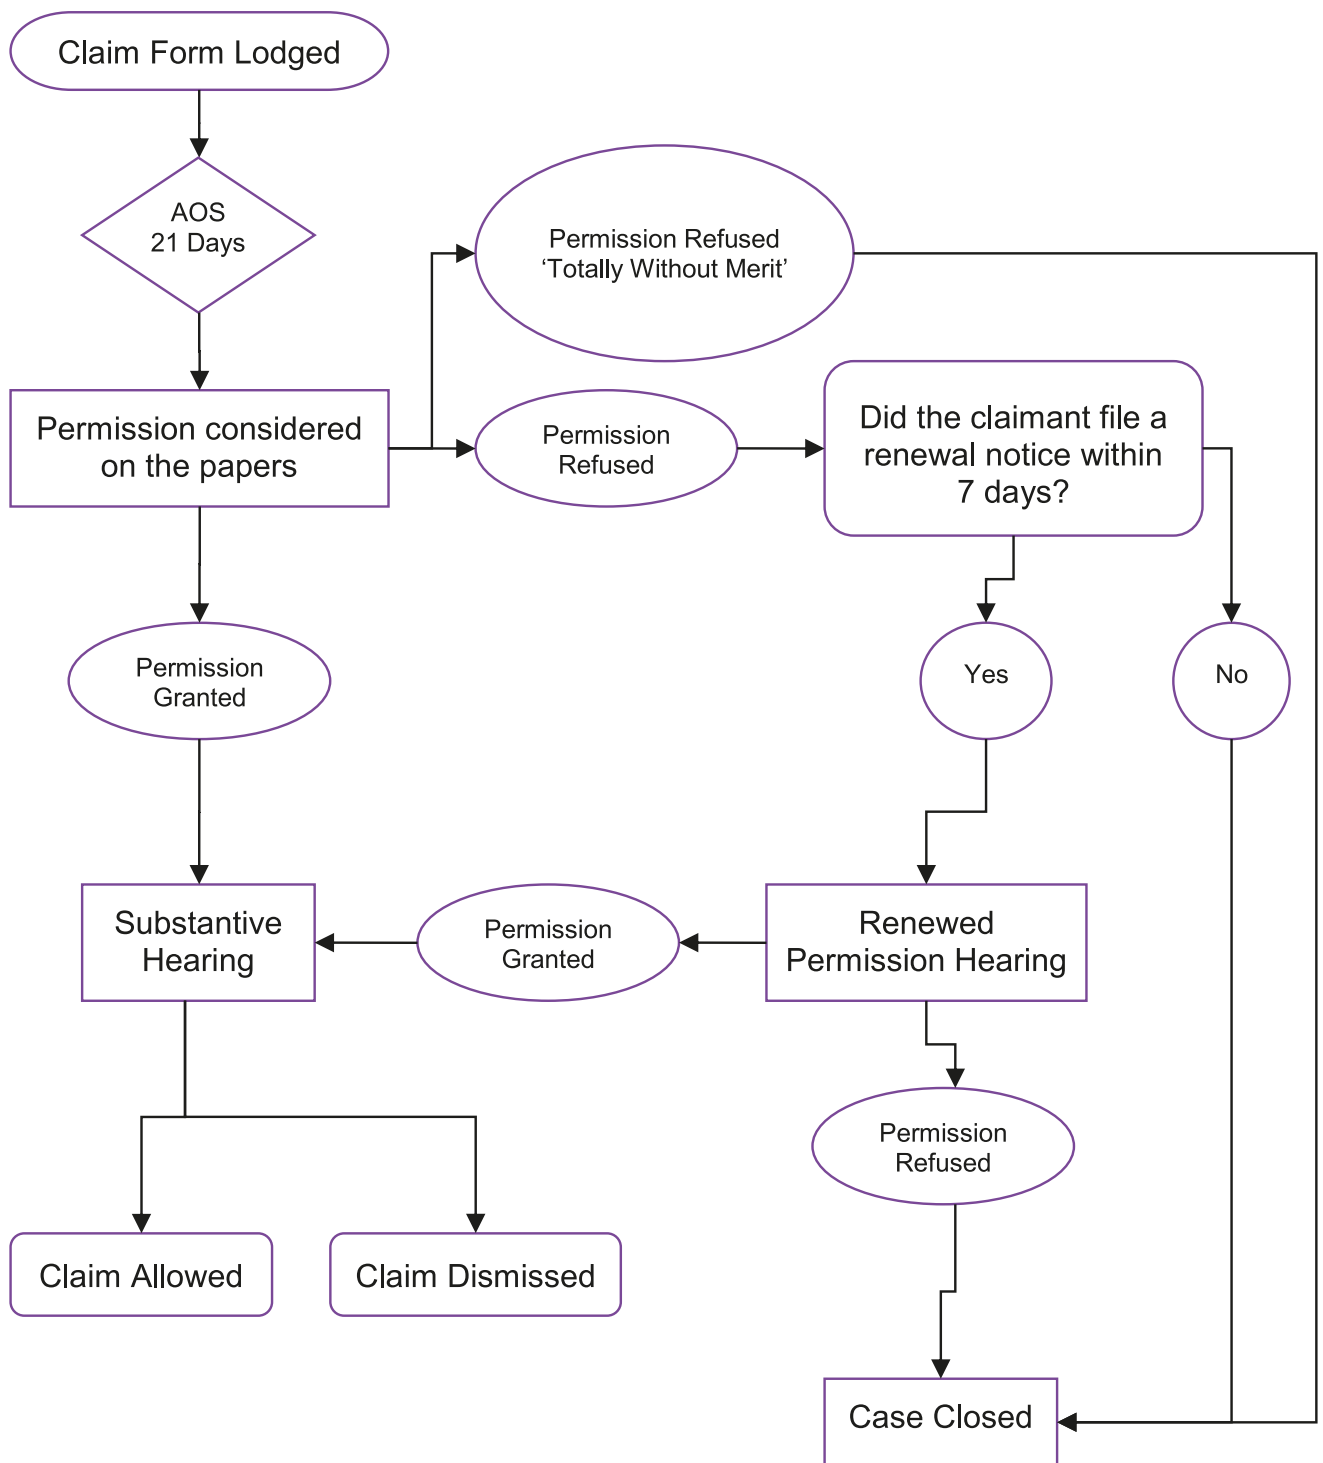 Claim Form Lodged
AOS
21 Days
Permission Refused
‘Totally Without Merit’
Permission considered
on the papers
Permission
Refused
Did the claimant file a
renewal notice within
7 days?
Permission
Granted
Yes
No
Substantive
Hearing
Permission
Granted
Renewed
Permission Hearing
Permission
Refused
Claim Allowed
Claim Dismissed
Case Closed